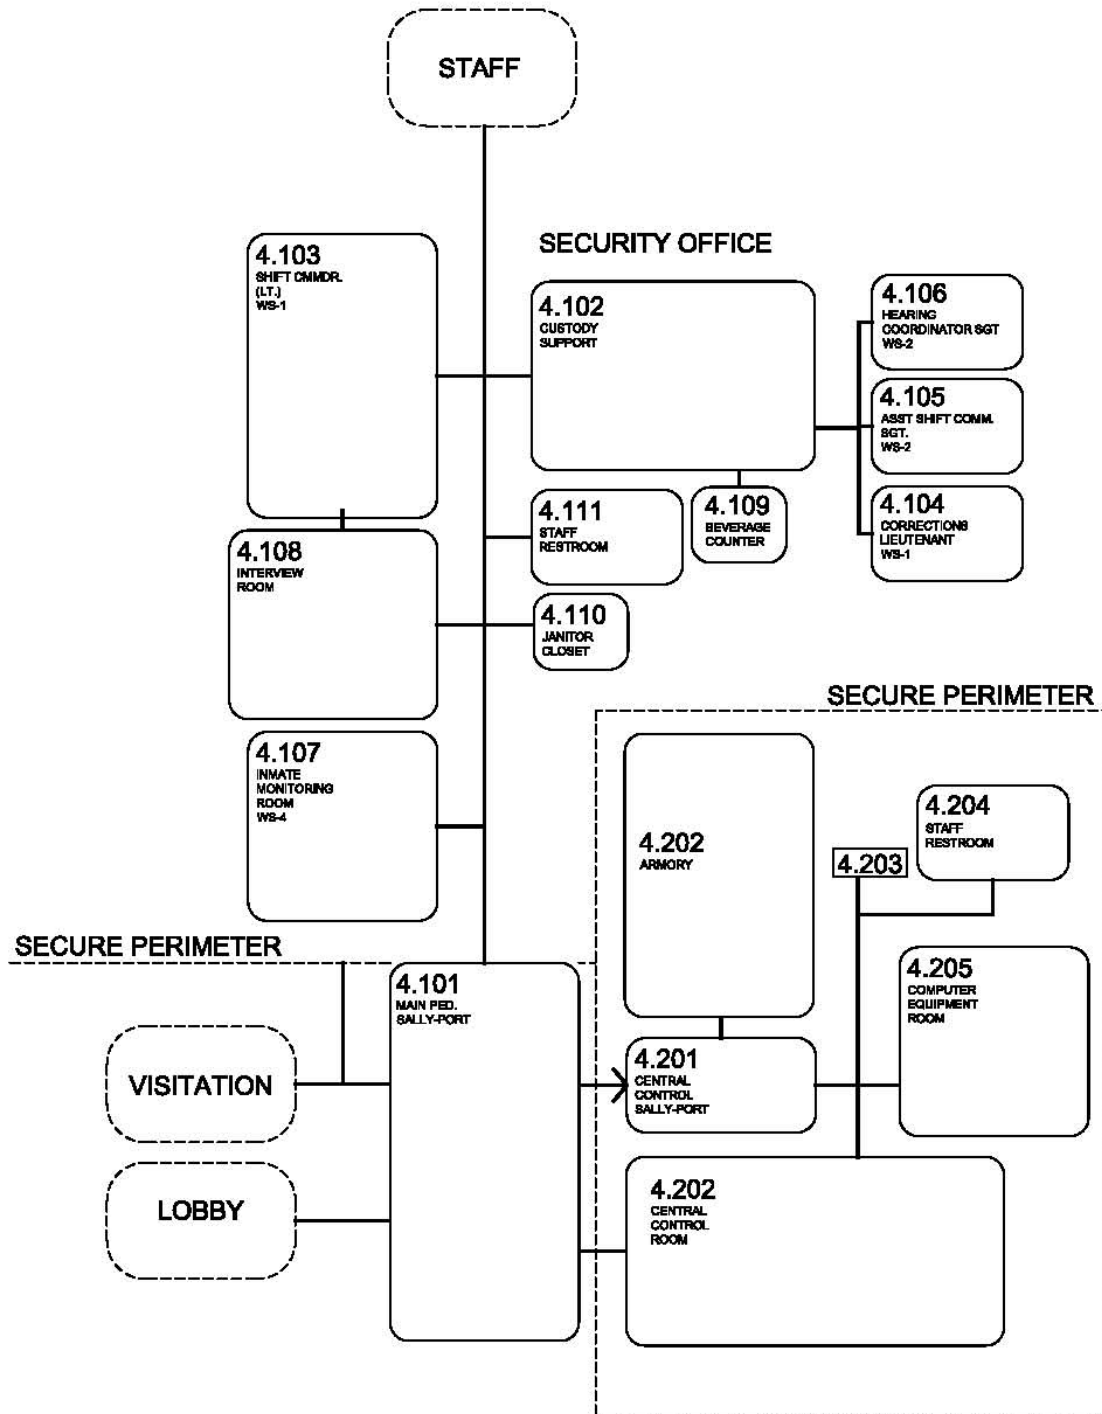 STAFF
SECURITY OFFICE
4.103
SHIFT CMMDR.
(LT.)
WS-1
4.102
CUSTODY
SUPPORT
4.106
HEARING
COORDINATOR SGT
WS-2
4.105
ASST SHIFT COMM.
SGT.
WS-2
4.104
CORRECTIONS
LIEUTENANT
WS-1
4.109
BEVERAGE
COUNTER
4.111
STAFF
RESTROOM
4.108
INTERVIEW
ROOM
4.110
JANITOR
CLOSET
SECURE PERIMETER
4.107
INMATE
MONITORING
ROOM
WS-4
4.202
ARMORY
4.203
4.204
STAFF
RESTROOM
SECURE PERIMETER
4.101
MAIN PED.
SALLY-PORT
4.205
COMPUTER
EQUIPMENT
ROOM
VISITATION
4.201
CENTRAL
CONTROL
SALLY-PORT
LOBBY
4.202
CENTRAL
CONTROL
ROOM